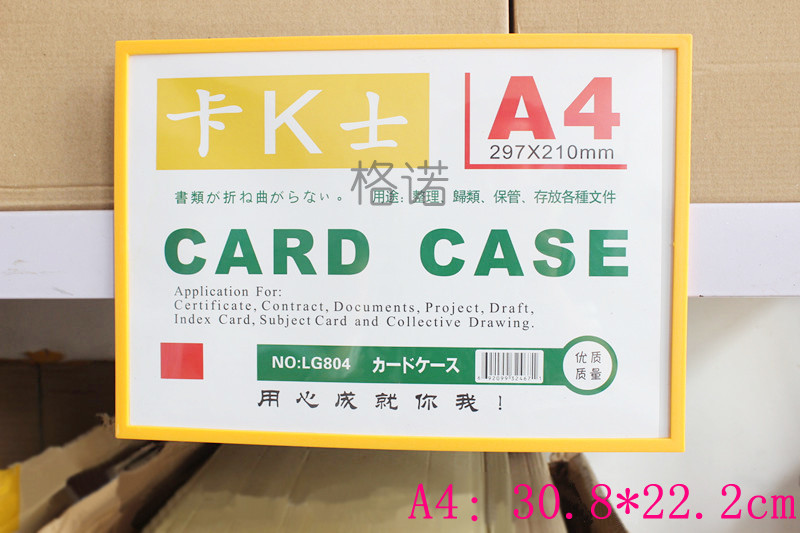 卡K士
A4
297X210mm
格诺
書類が折ね曲がらない。 用途：整理、歸類、保管、存放各種文件
CARD CASE
Application For:
Certificate, Contract, Documents, Project, Draft,
Index Card, Subject Card and Collective Drawing.
NO:LG804 カードケース
优质
质量
用心成就你我！
A4: 30.8*22.2cm